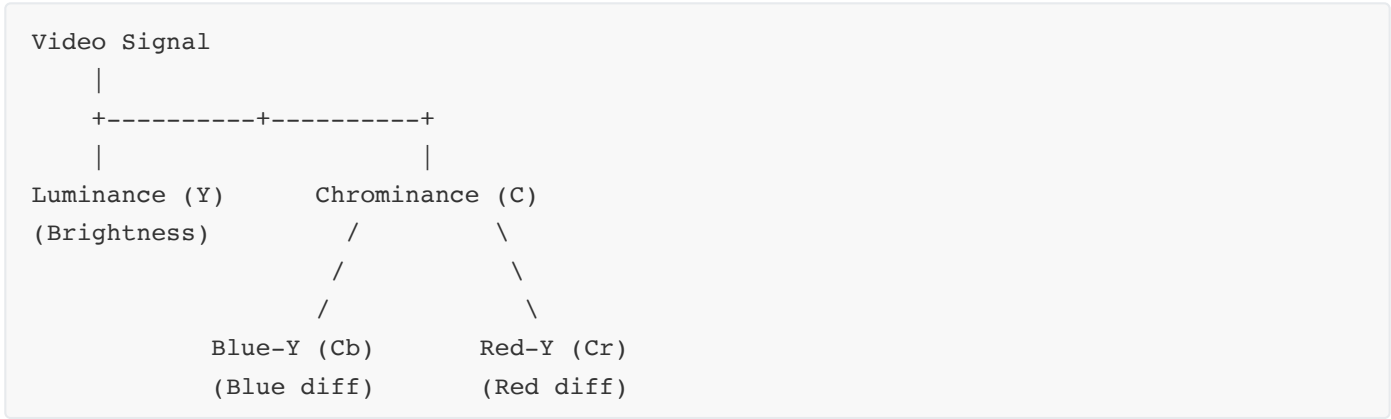 Video Signal
|
+----------+----------+
| |
Luminance (Y) Chrominance (C)
(Brightness) / \
/ \
/ \
Blue-Y (Cb) Red-Y (Cr)
(Blue diff) (Red diff)